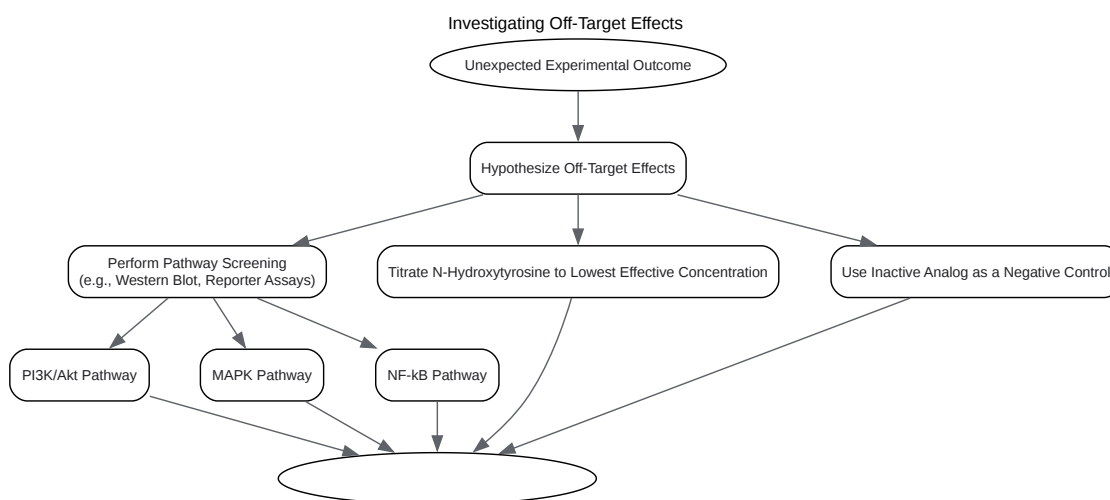 Investigating Off-Target Effects
Unexpected Experimental Outcome
Hypothesize Off-Target Effects
Perform Pathway Screening
(e.g., Western Blot, Reporter Assays)
Titrate N-Hydroxytyrosine to Lowest Effective Concentration
Use Inactive Analog as a Negative Control
PI3K/Akt Pathway
MAPK Pathway
NF-kB Pathway